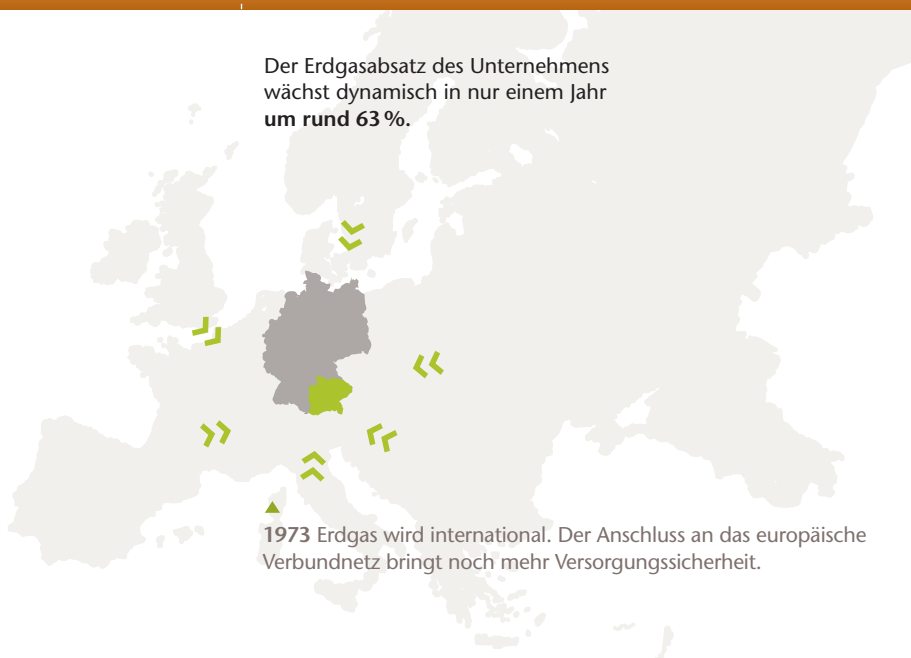 Der Erdgasabsatz des Unternehmens
wächst dynamisch in nur einem Jahr
um rund 63 %.
1973 Erdgas wird international. Der Anschluss an das europäische
Verbundnetz bringt noch mehr Versorgungssicherheit.